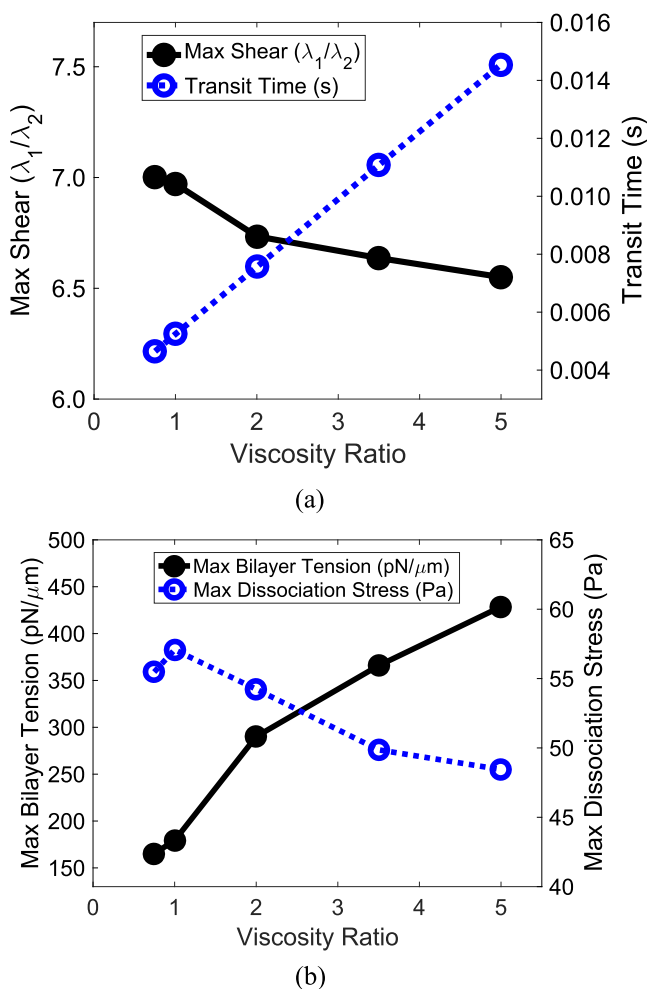 Max Shear (λ1/λ2)
Transit Time (s)
Max Shear (λ1/λ2)
7.5
7.0
6.5
6.0
0.016
0.014
0.012
0.010
0.008
0.006
0.004
Transit Time (s)
0 1 2 3 4 5
Viscosity Ratio
(a)
Max Bilayer Tension (pN/μm)
Max Dissociation Stress (Pa)
Max Bilayer Tension (pN/μm)
500
450
400
350
300
250
200
150
65
60
55
50
45
40
Max Dissociation Stress (Pa)
0 1 2 3 4 5
Viscosity Ratio
(b)